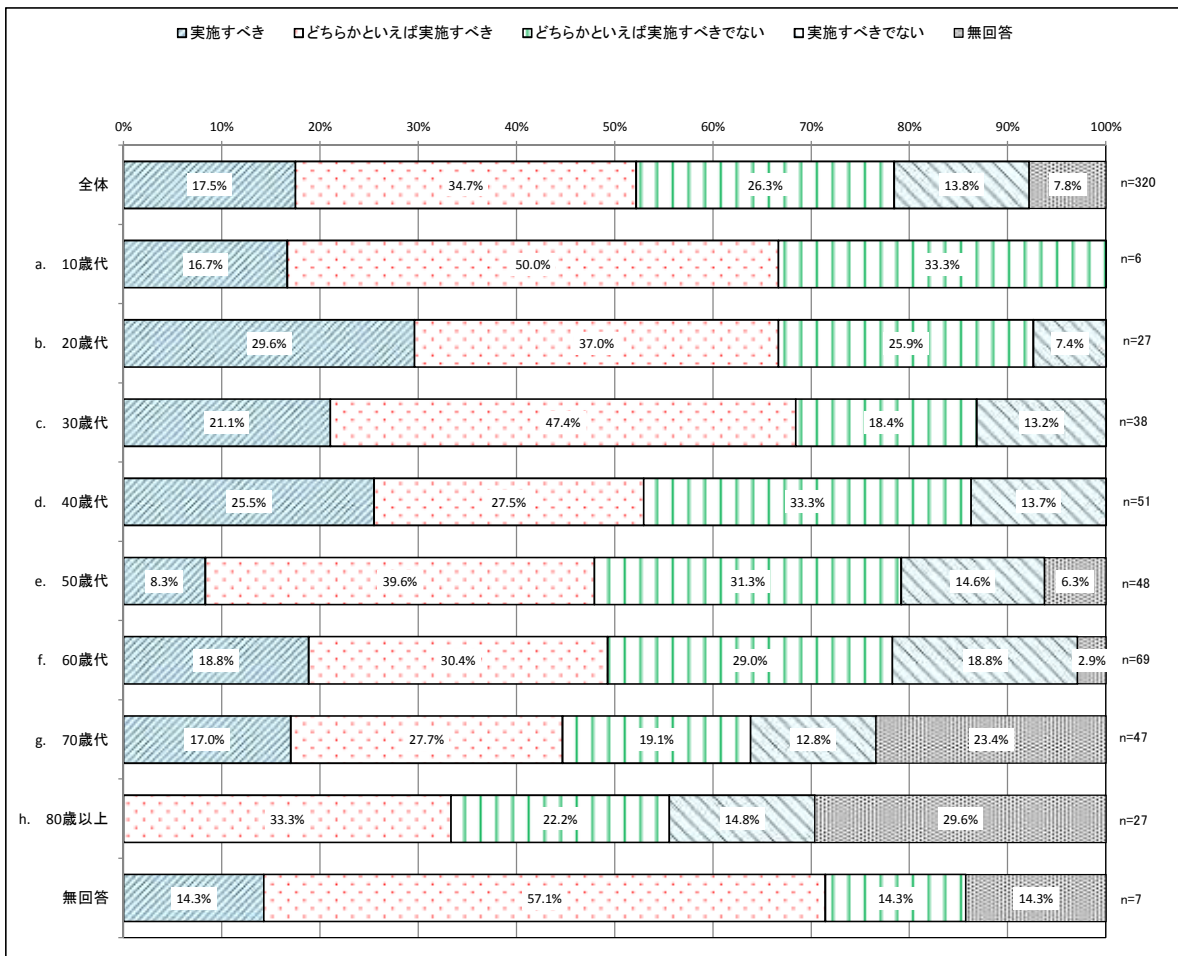 実施すべき どちらかといえば実施すべき どちらかといえば実施すべきでない 実施すべきでない 無回答
0% 10% 20% 30% 40% 50% 60% 70% 80% 90% 100%
全体 17.5% 34.7% 26.3% 13.8% 7.8% n=320
a. 10歳代 16.7% 50.0% 33.3% n=6
b. 20歳代 29.6% 37.0% 25.9% 7.4% n=27
c. 30歳代 21.1% 47.4% 18.4% 13.2% n=38
d. 40歳代 25.5% 27.5% 33.3% 13.7% n=51
e. 50歳代 8.3% 39.6% 31.3% 14.6% 6.3% n=48
f. 60歳代 18.8% 30.4% 29.0% 18.8% 2.9% n=69
g. 70歳代 17.0% 27.7% 19.1% 12.8% 23.4% n=47
h. 80歳以上 33.3% 22.2% 14.8% 29.6% n=27
無回答 14.3% 57.1% 14.3% 14.3% n=7